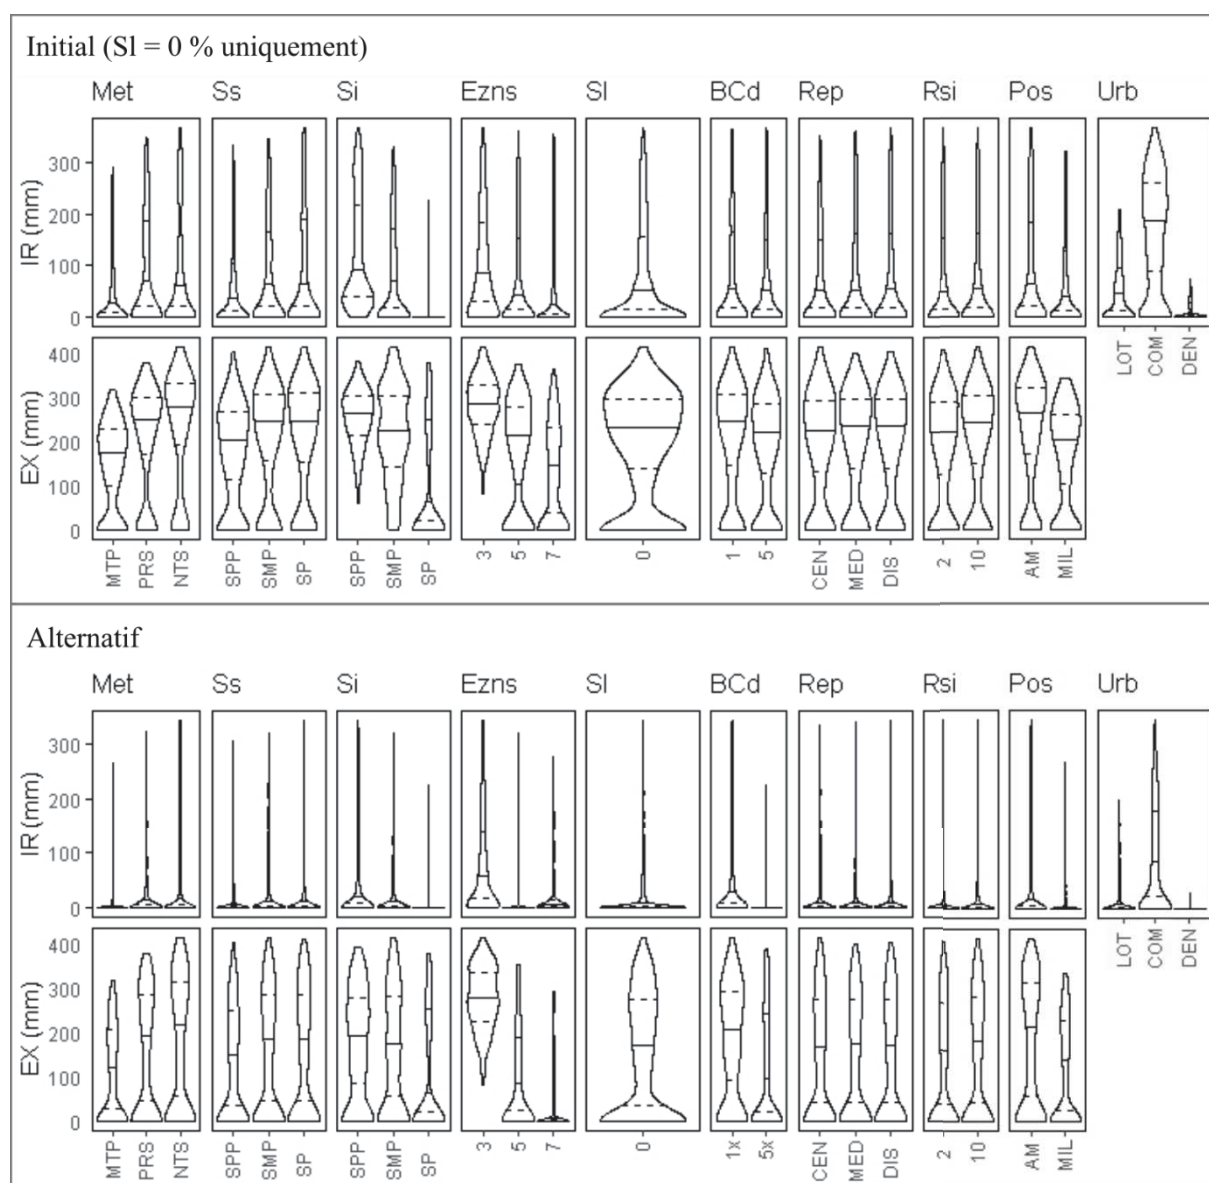 Initial (Sl = 0 % uniquement)
Met Ss Si Ezns Sl BCd Rep Rsi Pos Urb
IR (mm)
300
200
100
0
LOT COM DEN
EX (mm)
400
300
200
100
0
MTP PRS NTS SPP SMP SP SPP SMP SP 3 5 7 0 1 5 CEN MED DIS 2 10 AM MIL
Alternatif
Met Ss Si Ezns Sl BCd Rep Rsi Pos Urb
IR (mm)
300
200
100
0
LOT COM DEN
EX (mm)
400
300
200
100
0
MTP PRS NTS SPP SMP SP SPP SMP SP 3 5 7 0 1x 5x CEN MED DIS 2 10 AM MIL